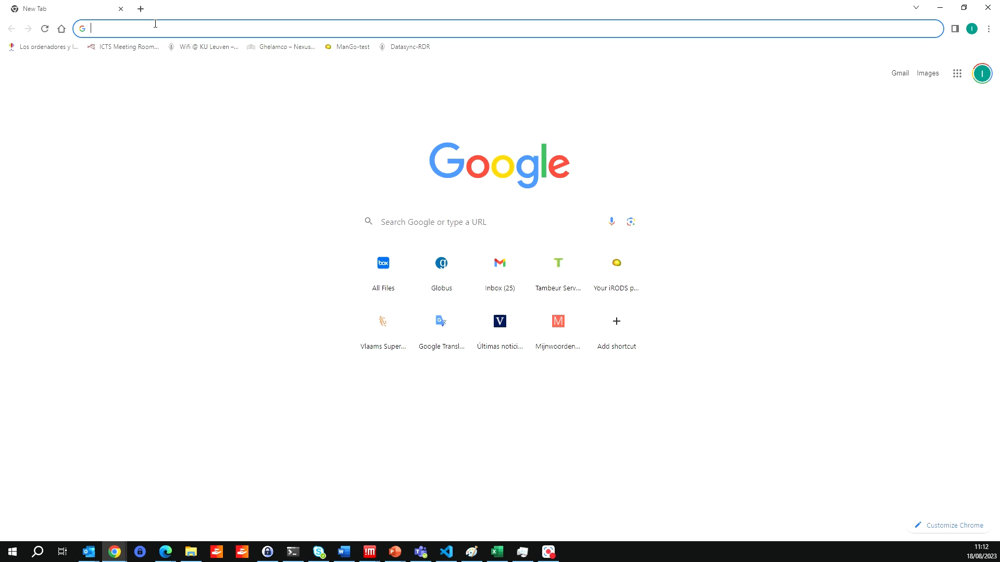 New Tab
Los ordenadores y l...
ICTS Meeting Room...
Wifi @ KU Leuven –...
Ghelamco – Nexus...
ManGo-test
Datasync-RDR
Gmail
Images
I
I
Google
Search Google or type a URL
box
All Files
g
Globus
Inbox (25)
T
Tambeur Serv...
Your iRODS p...
Vlaams Super...
Google Transl...
V
Últimas notici...
M
Mijnwoorden...
Add shortcut
Customize Chrome
11:12
18/08/2023